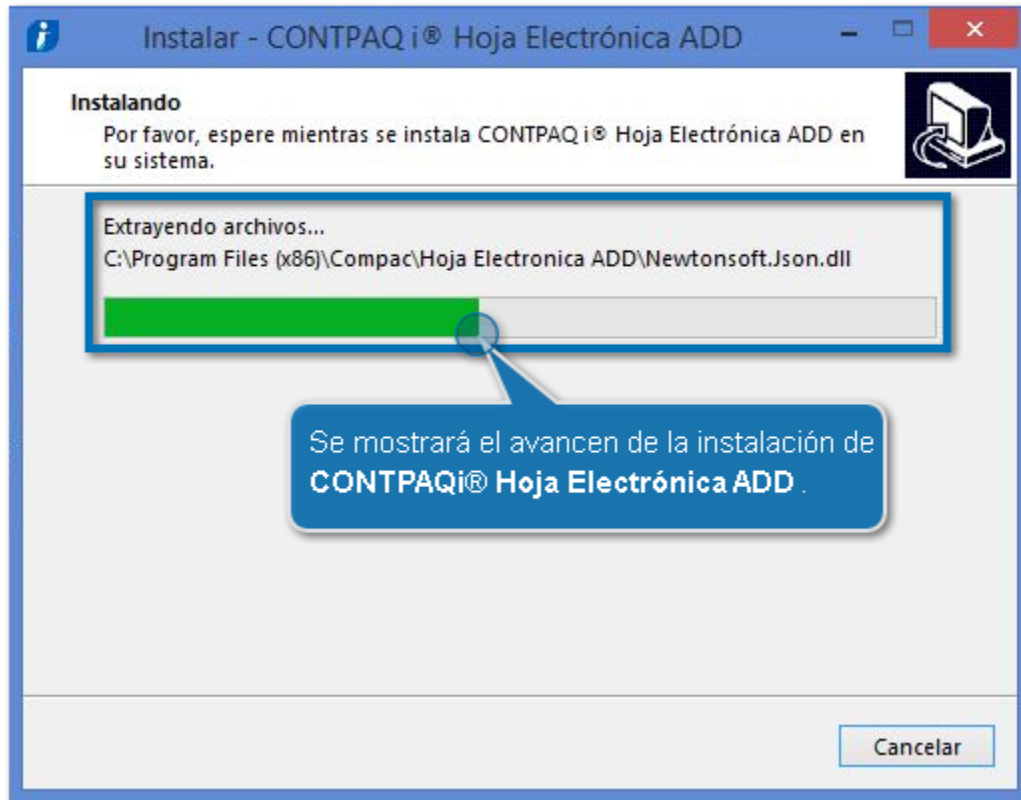 Instalar - CONTPAQ i® Hoja Electrónica ADD
Instalando
Por favor, espere mientras se instala CONTPAQ i® Hoja Electrónica ADD en
su sistema.
Extrayendo archivos...
C:\Program Files (x86)\Compac\Hoja Electronica ADD\Newtonsoft.Json.dll
Se mostrará el avancen de la instalación de
CONTPAQi® Hoja Electrónica ADD .
Cancelar